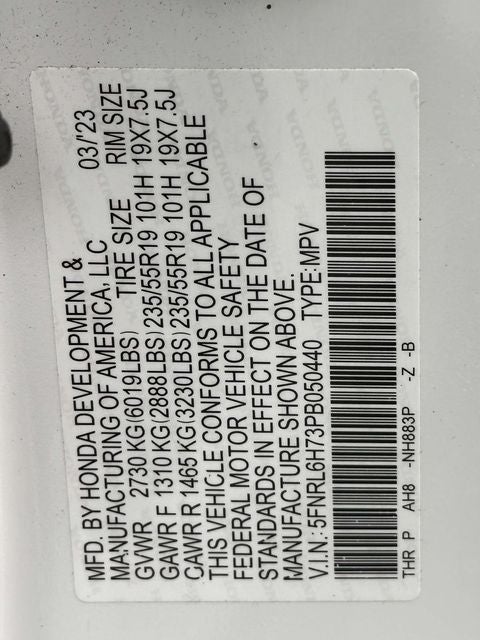 MFD. BY HONDA DEVELOPMENT & 03/'23
MANUFACTURING OF AMERICA, LLC
TIRE SIZE RIM SIZE
GVWR 2730 KG(6019LBS)
GAWR F 1310 KG(2888LBS)235/55R19 101H 19X7.5J
GAWR R 1465 KG(3230LBS)235/55R19 101H 19X7.5J
THIS VEHICLE CONFORMS TO ALL APPLICABLE
FEDERAL MOTOR VEHICLE SAFETY
STANDARDS IN EFFECT ON THE DATE OF
MANUFACTURE SHOWN ABOVE.
V.I.N.: 5FNRL6H73PB050440 TYPE:MPV
THR P AH8 -NH883P -Z -B
HONDA HONDA HONDA